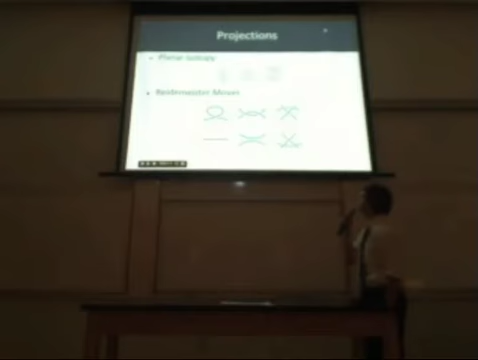 Projections
• Planar Isotopy
• Reidemeister Moves